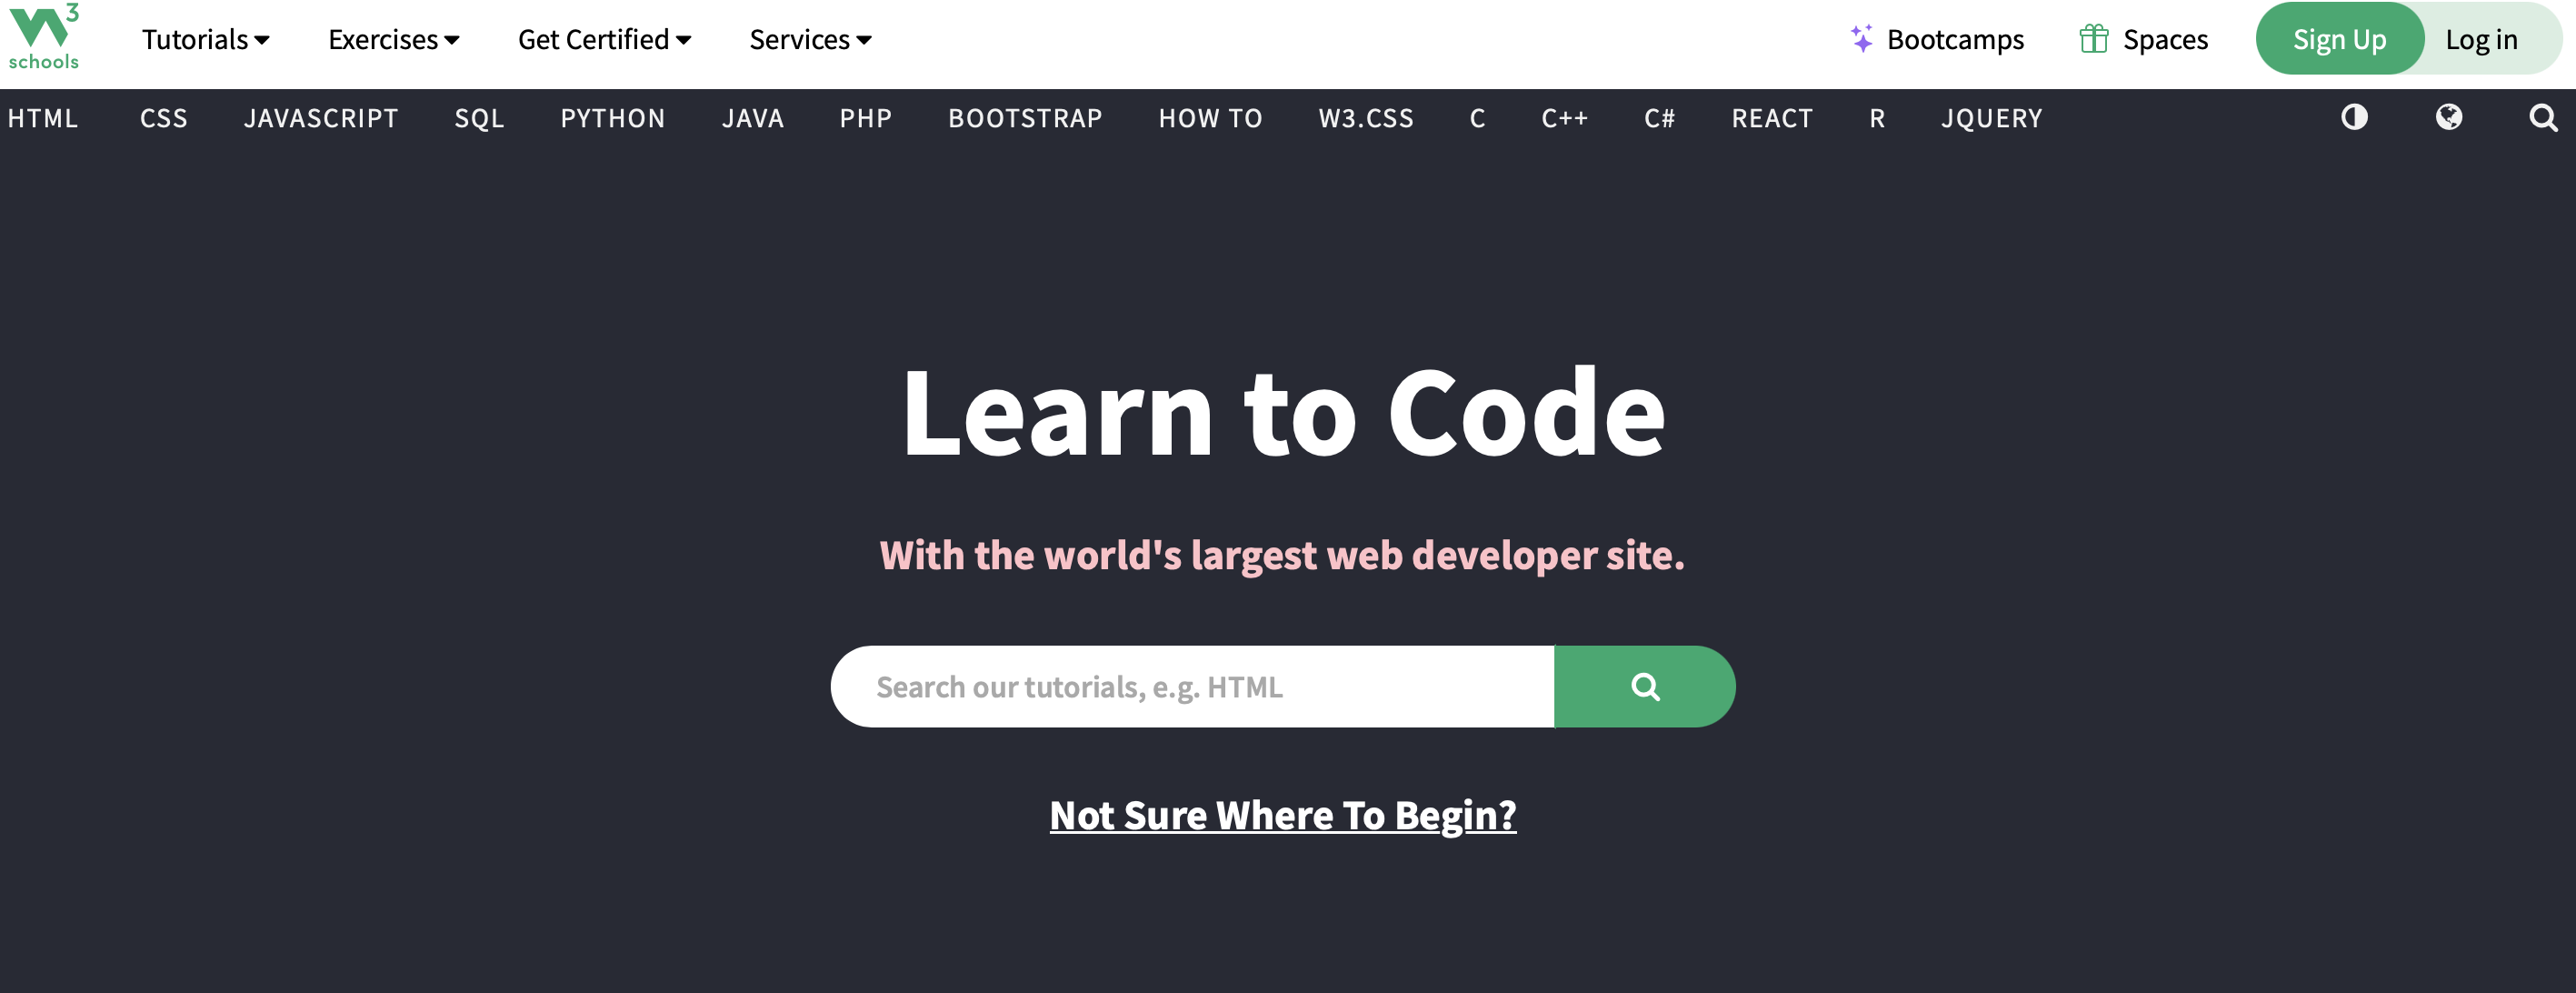 W3 schools
Tutorials Exercises Get Certified Services Bootcamps Spaces Sign Up Log in
HTML CSS JAVASCRIPT SQL PYTHON JAVA PHP BOOTSTRAP HOW TO W3.CSS C C++ C# REACT R JQUERY
Learn to Code
With the world's largest web developer site.
Search our tutorials, e.g. HTML
Not Sure Where To Begin?